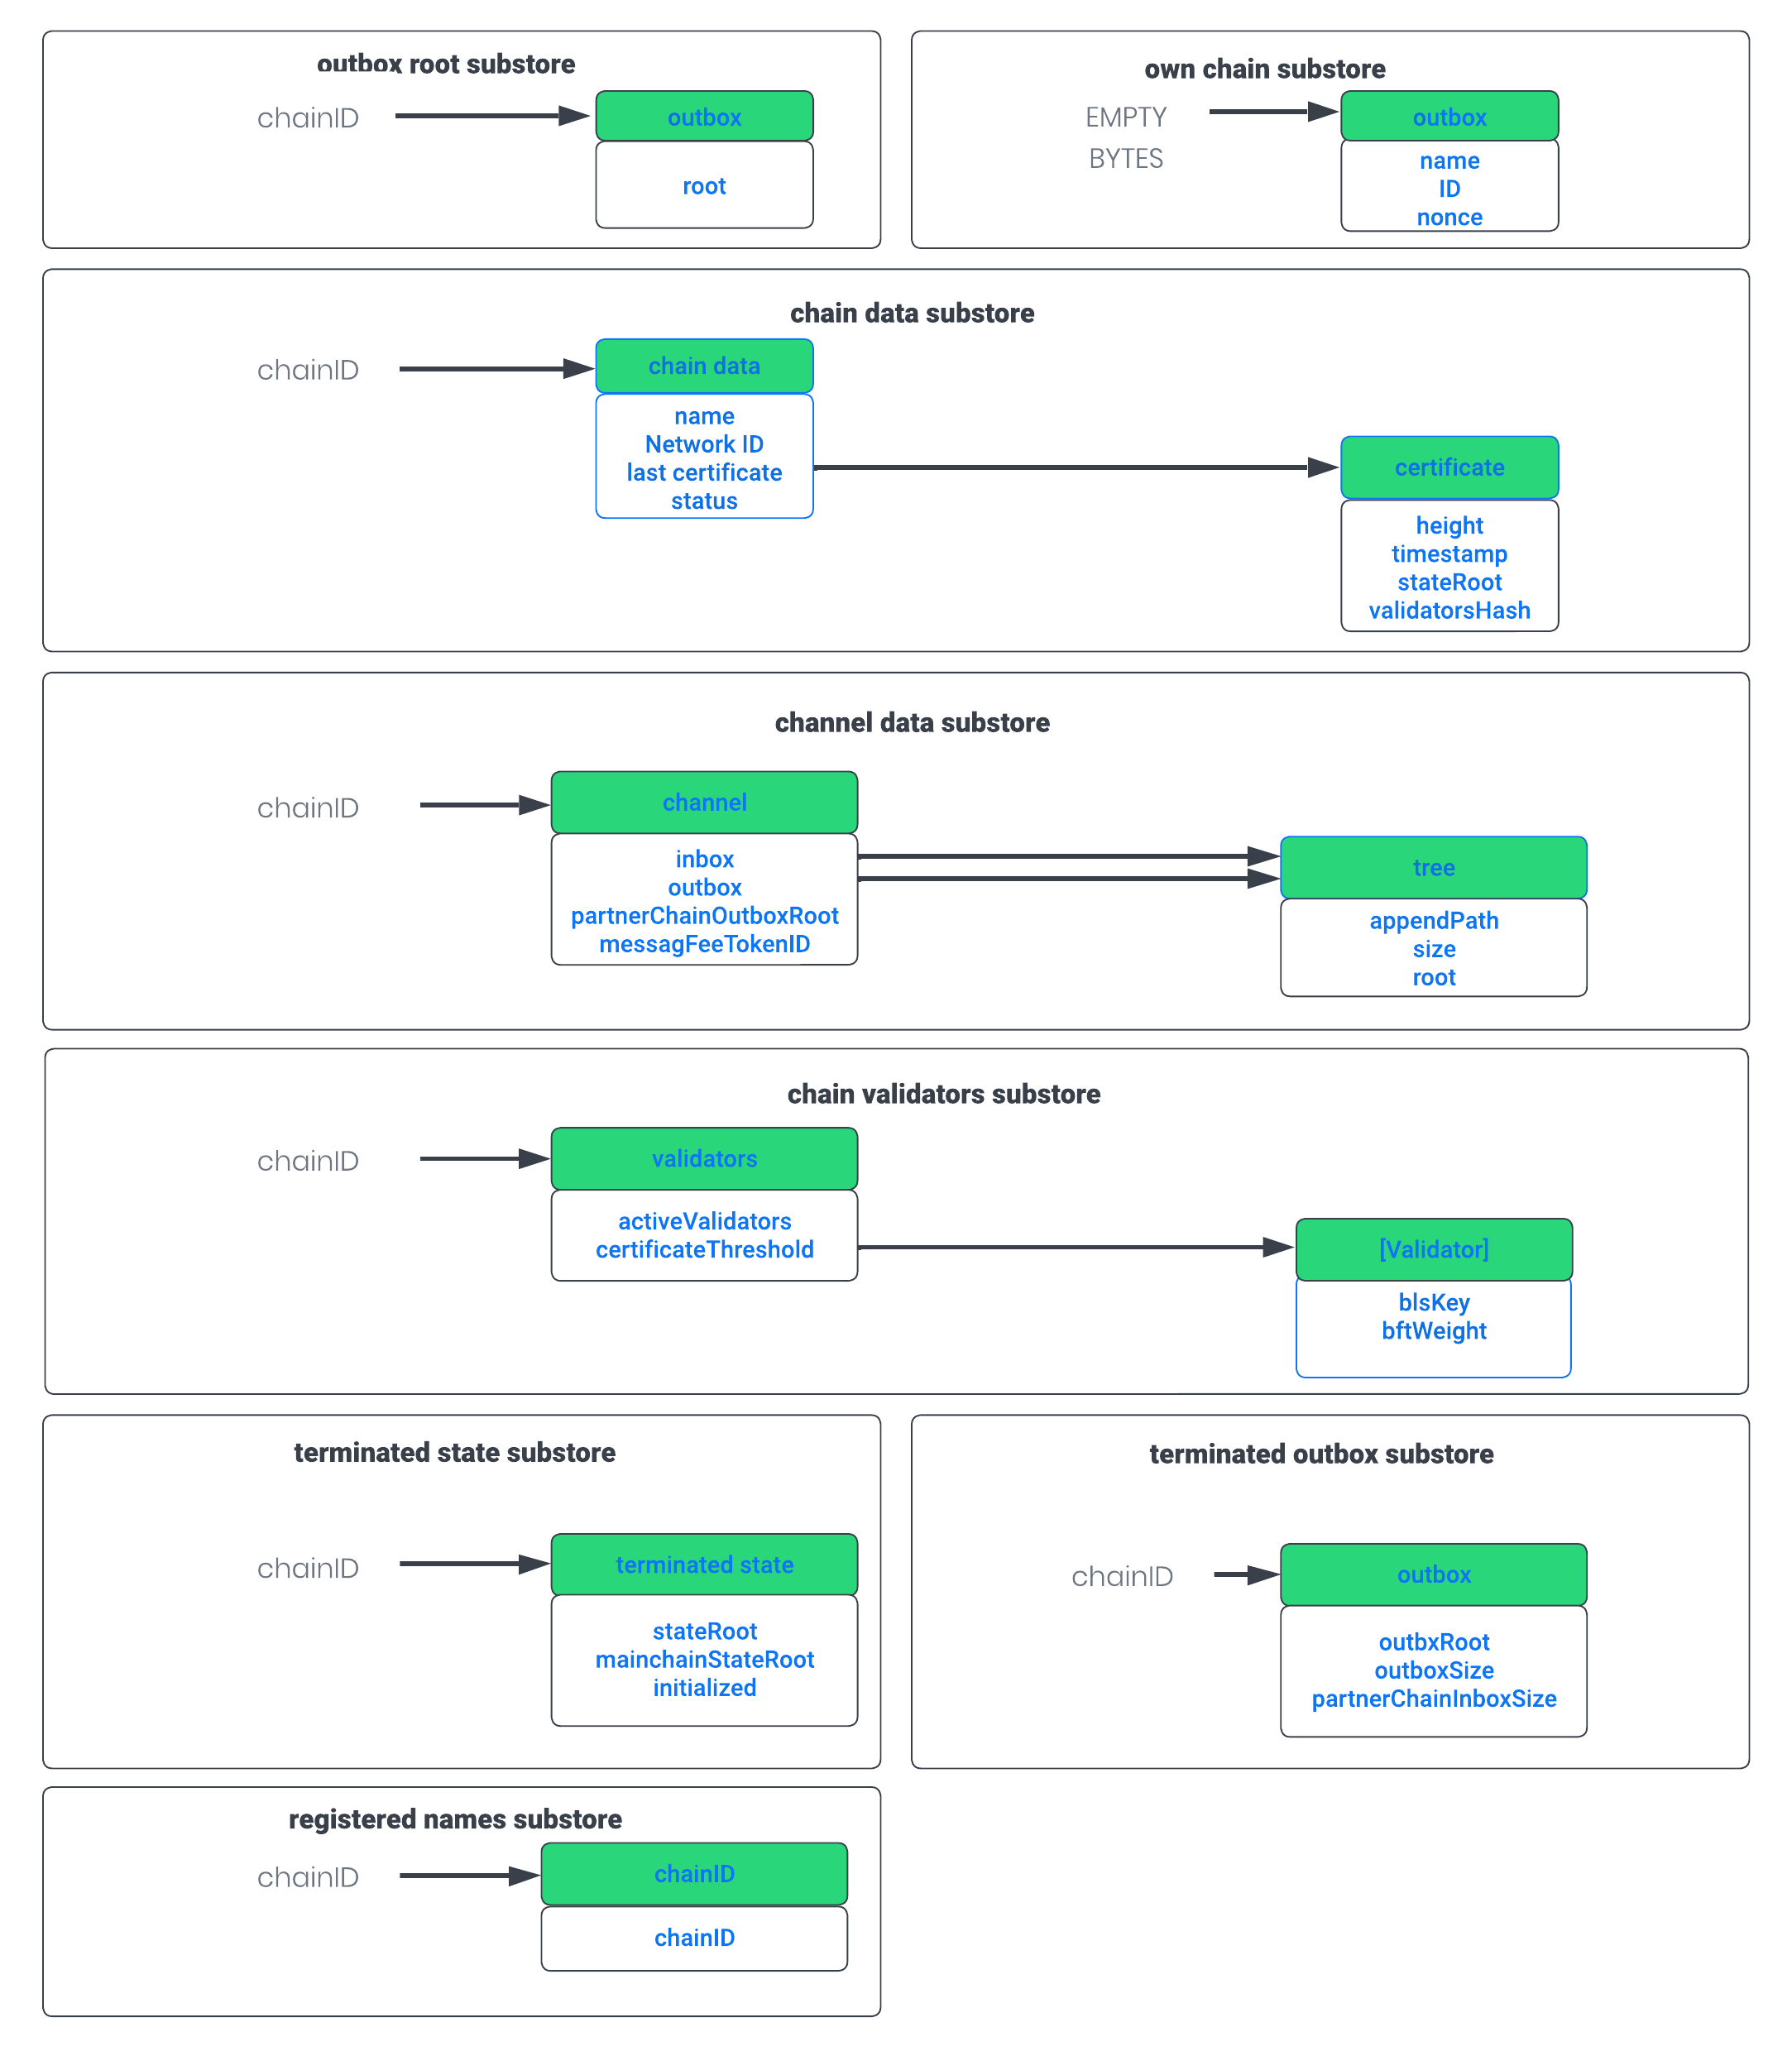 outbox root substore
chainID
outbox
root
own chain substore
EMPTY
BYTES
outbox
name
ID
nonce
chain data substore
chainID
chain data
name
Network ID
last certificate
status
certificate
height
timestamp
stateRoot
validatorsHash
channel data substore
chainID
channel
inbox
outbox
partnerChainOutboxRoot
messagFeeTokenID
tree
appendPath
size
root
chain validators substore
chainID
validators
activeValidators
certificateThreshold
[Validator]
blsKey
bftWeight
terminated state substore
chainID
terminated state
stateRoot
mainchainStateRoot
initialized
terminated outbox substore
chainID
outbox
outbxRoot
outboxSize
partnerChainInboxSize
registered names substore
chainID
chainID
chainID